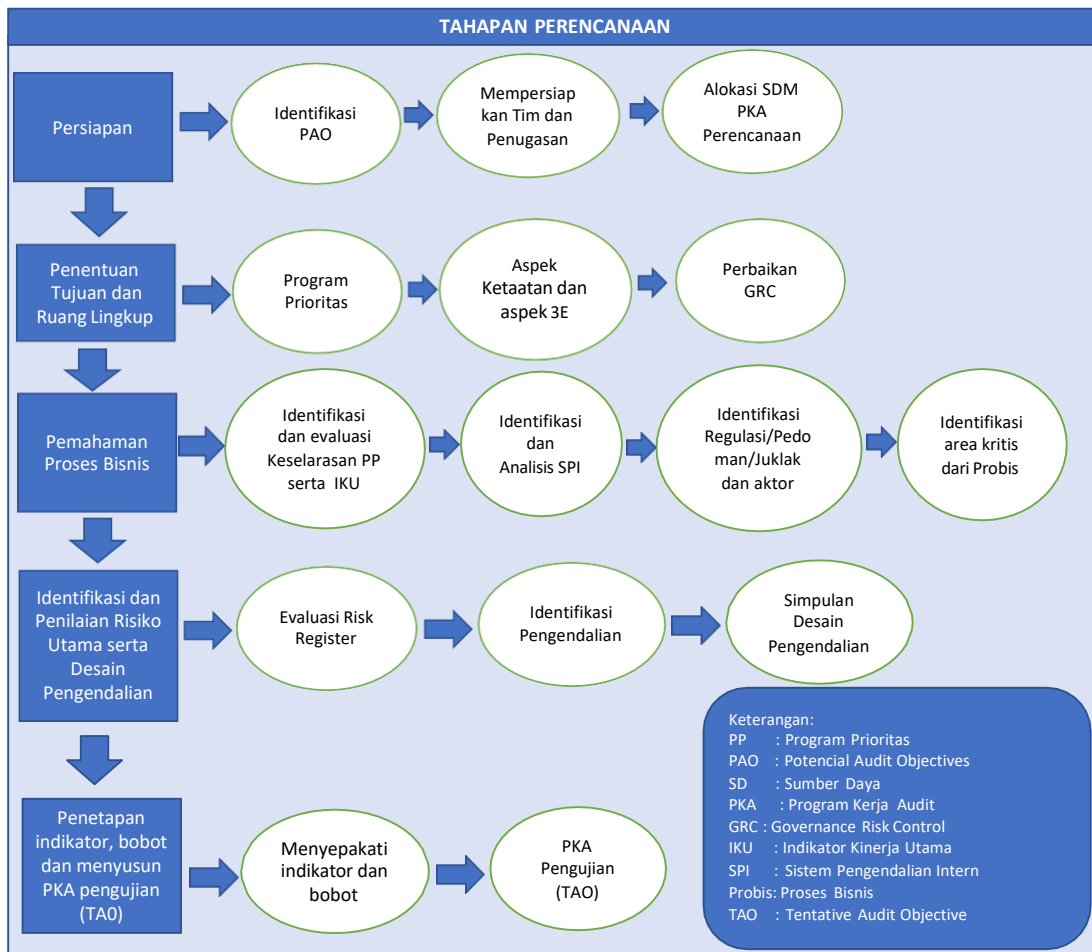 TAHAPAN PERENCANAAN
Persiapan
Identifikasi
PAO
Mempersiap
kan Tim dan
Penugasan
Alokasi SDM
PKA
Perencanaan
Penentuan
Tujuan dan
Ruang Lingkup
Program
Prioritas
Aspek
Ketaatan dan
aspek 3E
Perbaikan
GRC
Pemahaman
Proses Bisnis
Identifikasi
dan evaluasi
Keselarasan PP
serta IKU
Identifikasi
dan
Analisis SPI
Identifikasi
Regulasi/Pedo
man/Juklak
dan aktor
Identifikasi
area kritis
dari Probis
Identifikasi dan
Penilaian Risiko
Utama serta
Desain
Pengendalian
Evaluasi Risk
Register
Identifikasi
Pengendalian
Simpulan
Desain
Pengendalian
Penetapan
indikator, bobot
dan menyusun
PKA pengujian
(TA0)
Menyepakati
indikator dan
bobot
PKA
Pengujian
(TAO)
Keterangan:
PP : Program Prioritas
PAO : Potencial Audit Objectives
SD : Sumber Daya
PKA : Program Kerja Audit
GRC : Governance Risk Control
IKU : Indikator Kinerja Utama
SPI : Sistem Pengendalian Intern
Probis: Proses Bisnis
TAO : Tentative Audit Objective